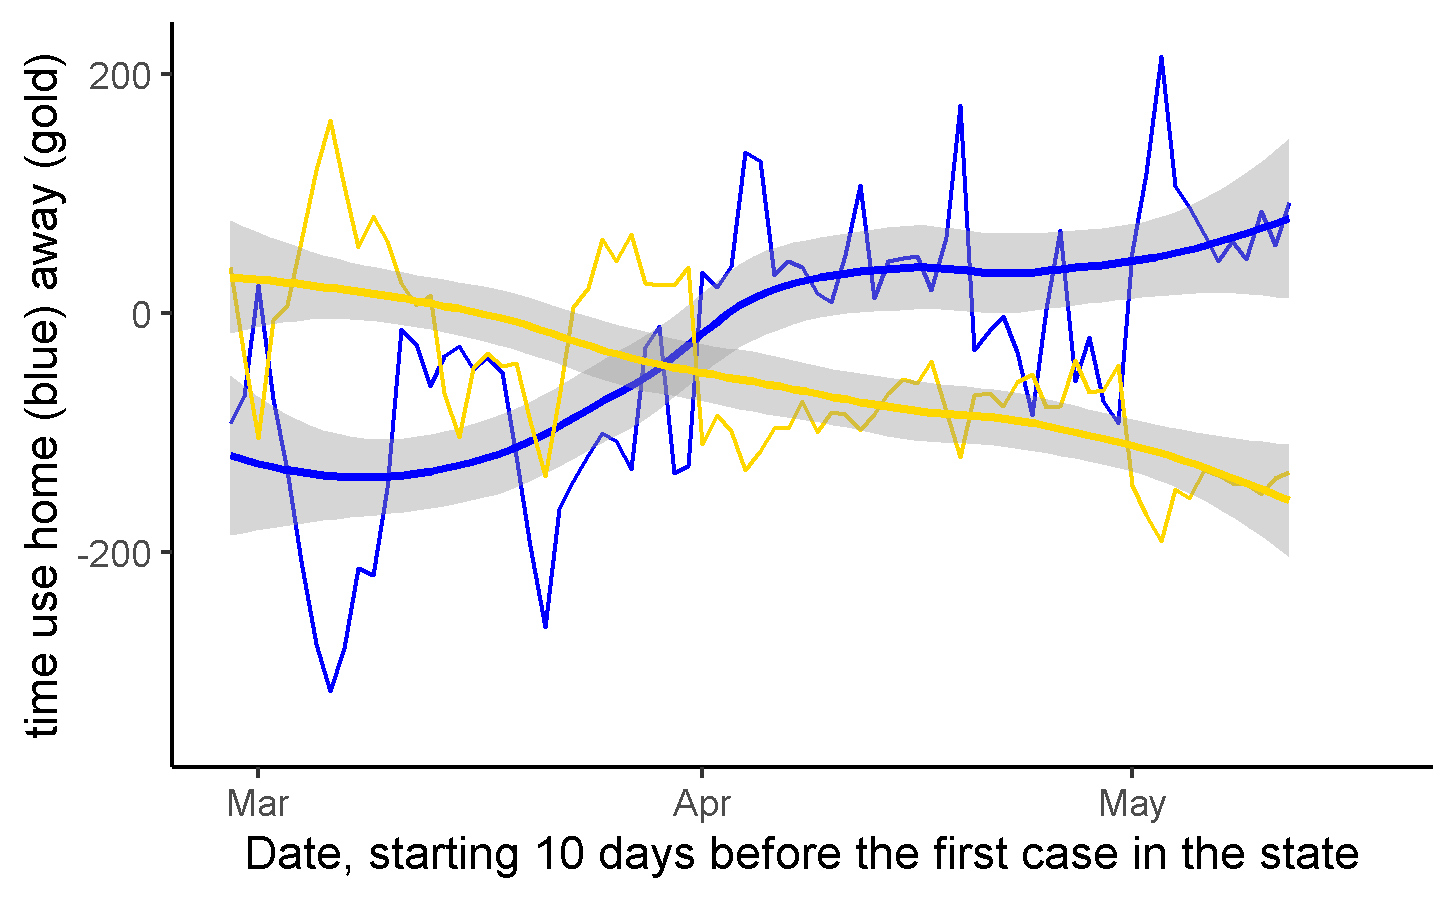 time use home (blue) away (gold)
200
0
-200
Mar
Apr
May
Date, starting 10 days before the first case in the state